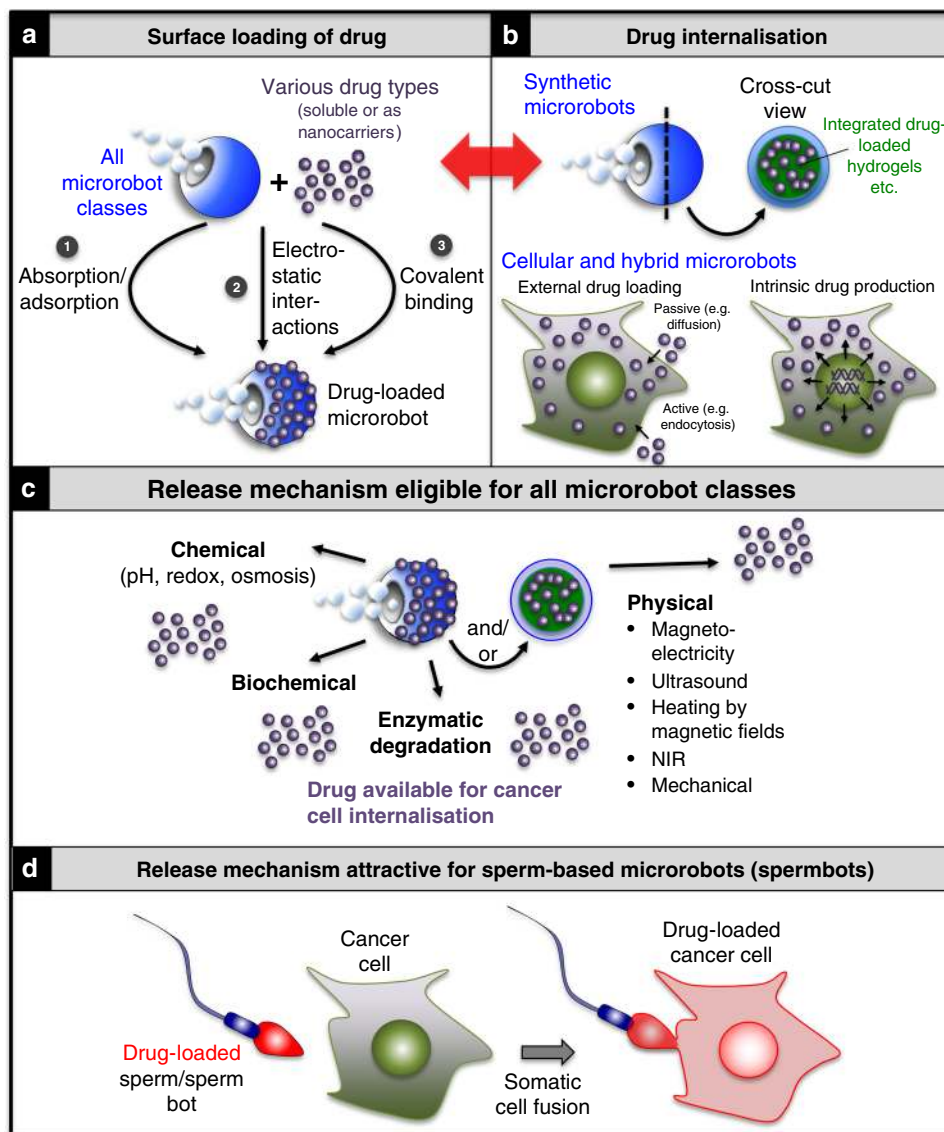 a
Surface loading of drug
Various drug types
(soluble or as
nanocarriers)
All
microrobot
classes
+
1
Absorption/
adsorption
2
Electro-
static
inter-
actions
3
Covalent
binding
Drug-loaded
microrobot
b
Drug internalisation
Synthetic
microrobots
Cross-cut
view
Integrated drug-
loaded
hydrogels
etc.
Cellular and hybrid microrobots
External drug loading
Passive (e.g.
diffusion)
Active (e.g.
endocytosis)
Intrinsic drug production
c
Release mechanism eligible for all microrobot classes
Chemical
(pH, redox, osmosis)
Biochemical
Enzymatic
degradation
and/
or
Drug available for cancer
cell internalisation
Physical
• Magneto-
electricity
• Ultrasound
• Heating by
magnetic fields
• NIR
• Mechanical
d
Release mechanism attractive for sperm-based microrobots (spermbots)
Drug-loaded
sperm/sperm
bot
Cancer
cell
Somatic
cell fusion
Drug-loaded
cancer cell